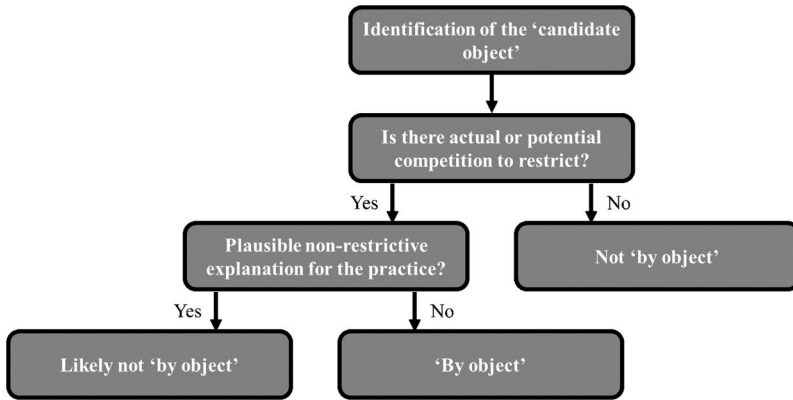 Identification of the ‘candidate
object’
Is there actual or potential
competition to restrict?
Yes
No
Plausible non-restrictive
explanation for the practice?
Not ‘by object’
Yes
No
Likely not ‘by object’
‘By object’